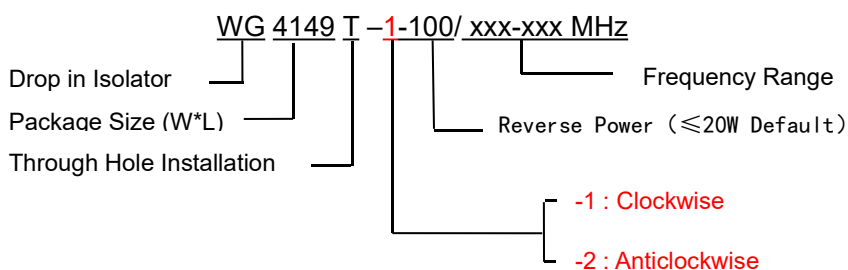 WG 4149 T –1-100/ xxx-xxx MHz
Drop in Isolator
Frequency Range
Package Size (W*L)
Reverse Power（≤20W Default）
Through Hole Installation
-1 : Clockwise
-2 : Anticlockwise